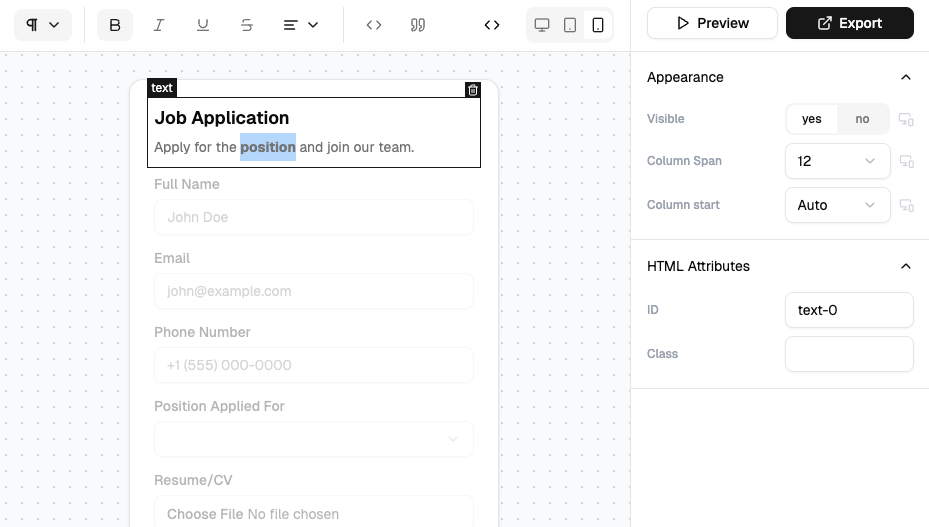 B I U S
Preview
Export
text
Job Application
Apply for the position and join our team.
Full Name
John Doe
Email
john@example.com
Phone Number
+1 (555) 000-0000
Position Applied For
Resume/CV
Choose File No file chosen
Appearance
Visible
yes
no
Column Span
12
Column start
Auto
HTML Attributes
ID
text-0
Class